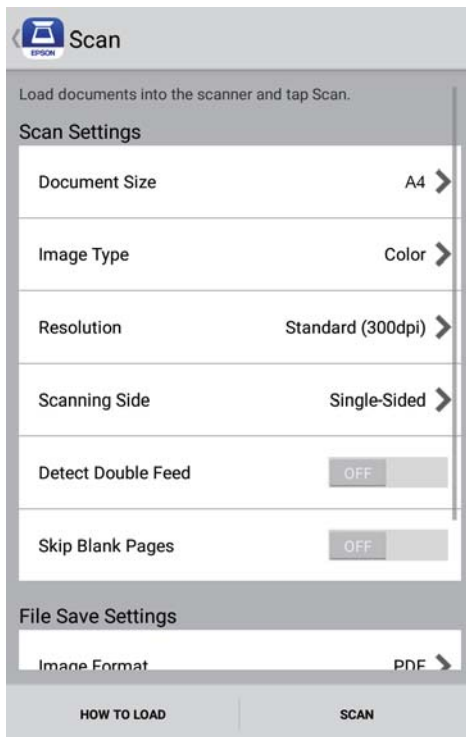 EPSON
Scan
Load documents into the scanner and tap Scan.
Scan Settings
Document Size A4
Image Type Color
Resolution Standard (300dpi)
Scanning Side Single-Sided
Detect Double Feed OFF
Skip Blank Pages OFF
File Save Settings
Image Format PDF
HOW TO LOAD SCAN